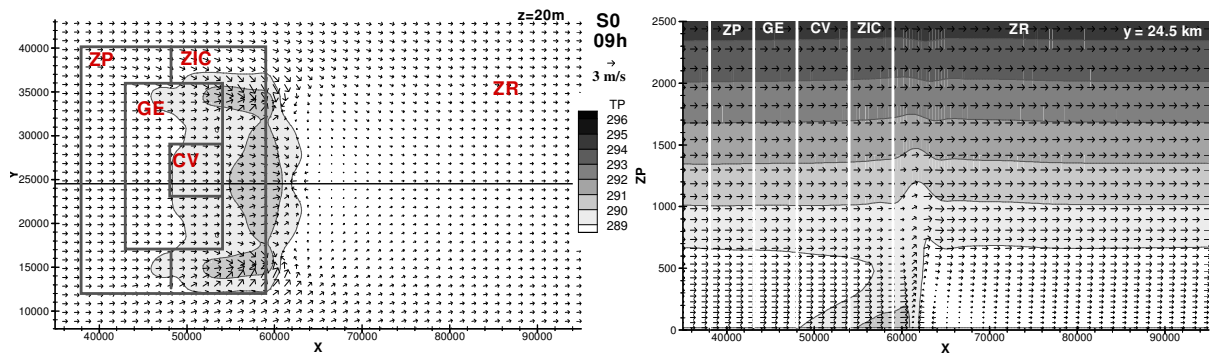 z=20m
S0
09h
3 m/s
ZP
ZIC
GE
CV
ZR
TP
296
295
294
293
292
291
290
289
40000
35000
30000
25000
20000
15000
10000
Y
40000 50000 60000 70000 80000 90000
X
ZP GE CV ZIC ZR y = 24.5 km
2500
2000
1500
1000
500
0
ZP
40000 50000 60000 70000 80000 90000
X